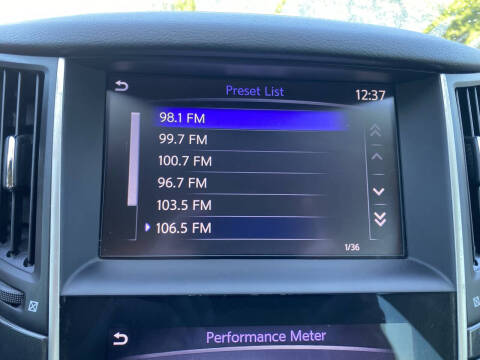 Preset List
12:37
98.1 FM
99.7 FM
100.7 FM
96.7 FM
103.5 FM
106.5 FM
1/36
Performance Meter